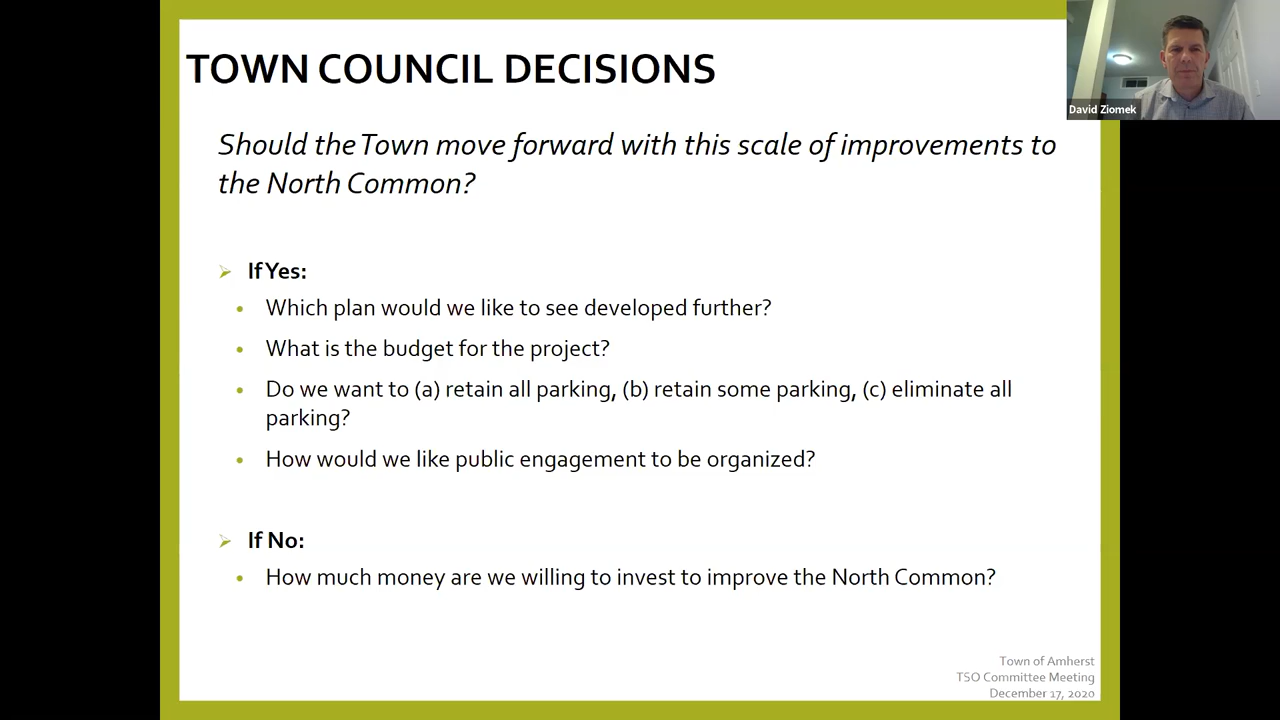 TOWN COUNCIL DECISIONS
David Ziomek
Should the Town move forward with this scale of improvements to
the North Common?
If Yes:
Which plan would we like to see developed further?
What is the budget for the project?
Do we want to (a) retain all parking, (b) retain some parking, (c) eliminate all
parking?
How would we like public engagement to be organized?
If No:
How much money are we willing to invest to improve the North Common?
Town of Amherst
TSO Committee Meeting
December 17, 2020